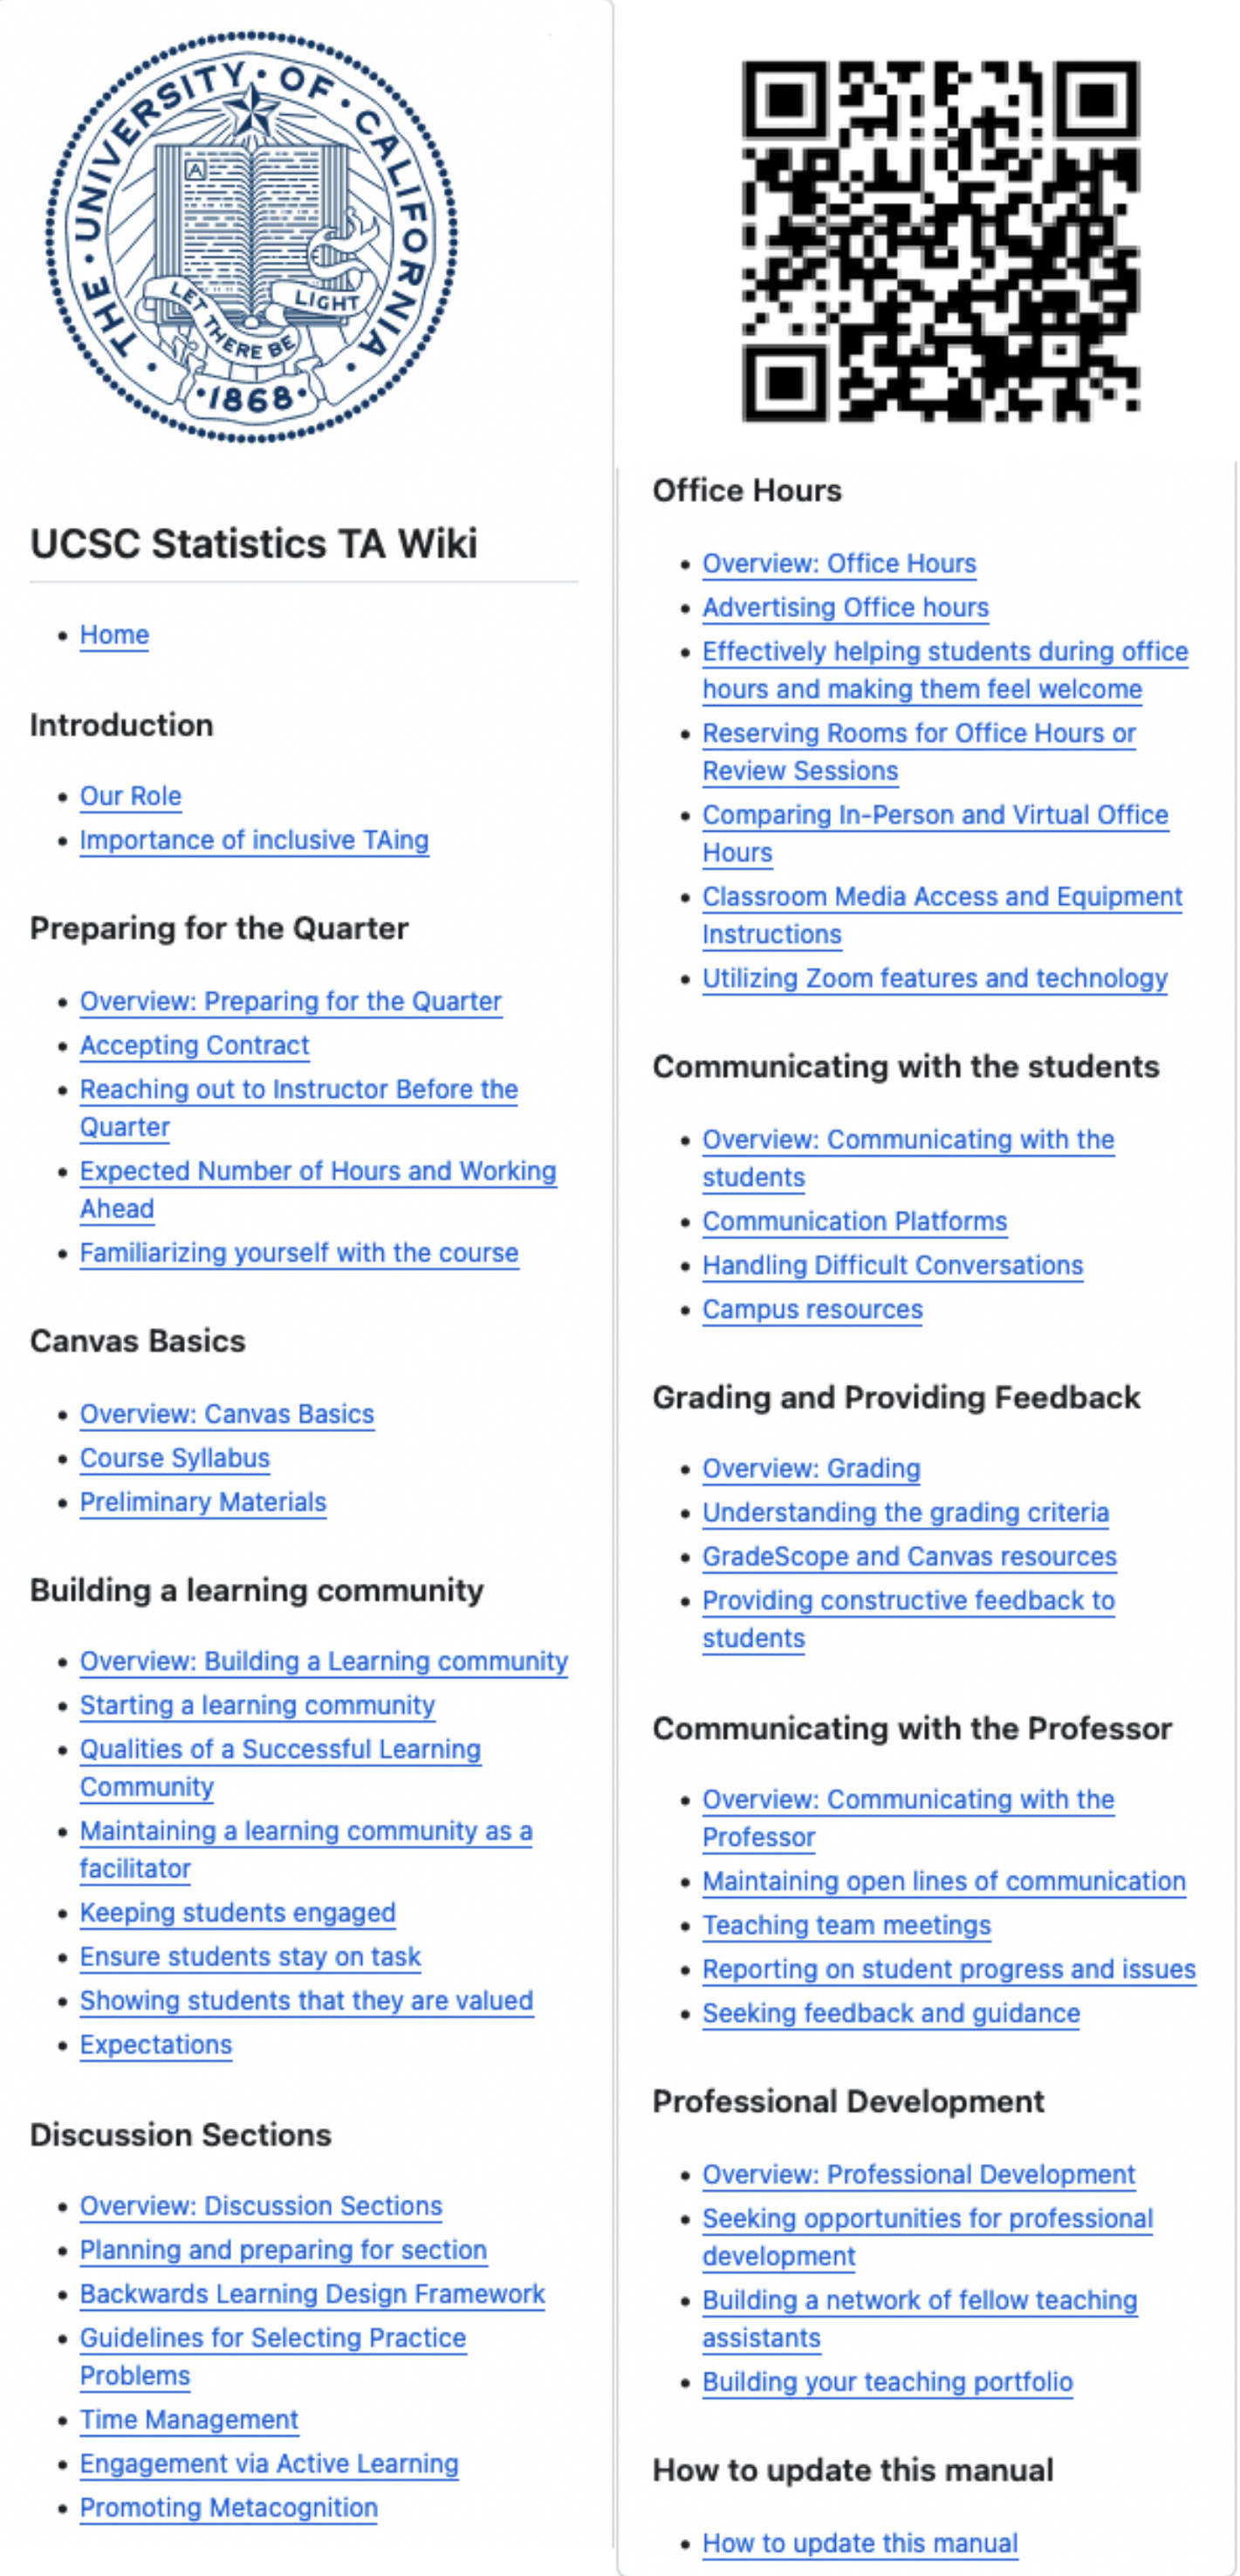 THE · UNIVERSITY · OF · CALIFORNIA
A
LET THERE BE LIGHT
·1868·
UCSC Statistics TA Wiki
Home
Introduction
Our Role
Importance of inclusive TAing
Preparing for the Quarter
Overview: Preparing for the Quarter
Accepting Contract
Reaching out to Instructor Before the
Quarter
Expected Number of Hours and Working
Ahead
Familiarizing yourself with the course
Canvas Basics
Overview: Canvas Basics
Course Syllabus
Preliminary Materials
Building a learning community
Overview: Building a Learning community
Starting a learning community
Qualities of a Successful Learning
Community
Maintaining a learning community as a
facilitator
Keeping students engaged
Ensure students stay on task
Showing students that they are valued
Expectations
Discussion Sections
Overview: Discussion Sections
Planning and preparing for section
Backwards Learning Design Framework
Guidelines for Selecting Practice
Problems
Time Management
Engagement via Active Learning
Promoting Metacognition
Office Hours
Overview: Office Hours
Advertising Office hours
Effectively helping students during office
hours and making them feel welcome
Reserving Rooms for Office Hours or
Review Sessions
Comparing In-Person and Virtual Office
Hours
Classroom Media Access and Equipment
Instructions
Utilizing Zoom features and technology
Communicating with the students
Overview: Communicating with the
students
Communication Platforms
Handling Difficult Conversations
Campus resources
Grading and Providing Feedback
Overview: Grading
Understanding the grading criteria
GradeScope and Canvas resources
Providing constructive feedback to
students
Communicating with the Professor
Overview: Communicating with the
Professor
Maintaining open lines of communication
Teaching team meetings
Reporting on student progress and issues
Seeking feedback and guidance
Professional Development
Overview: Professional Development
Seeking opportunities for professional
development
Building a network of fellow teaching
assistants
Building your teaching portfolio
How to update this manual
How to update this manual